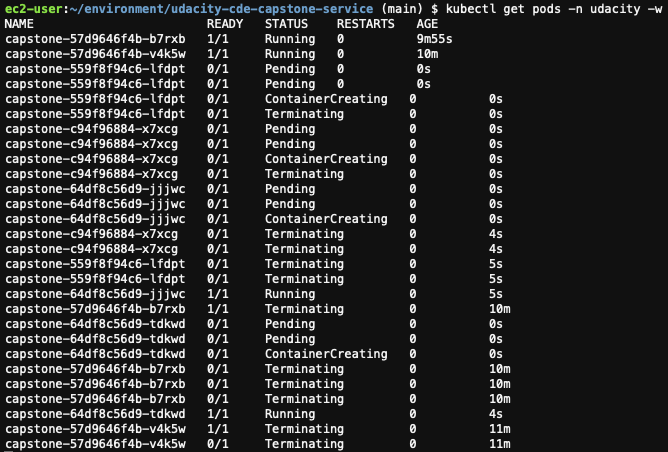 ec2-user:~/environment/udacity-cde-capstone-service (main) $ kubectl get pods -n udacity -w
NAME READY STATUS RESTARTS AGE
capstone-57d9646f4b-b7rxb 1/1 Running 0 9m55s
capstone-57d9646f4b-v4k5w 1/1 Running 0 10m
capstone-559f8f94c6-lfdpt 0/1 Pending 0 0s
capstone-559f8f94c6-lfdpt 0/1 Pending 0 0s
capstone-559f8f94c6-lfdpt 0/1 ContainerCreating 0 0s
capstone-559f8f94c6-lfdpt 0/1 Terminating 0 0s
capstone-c94f96884-x7xcg 0/1 Pending 0 0s
capstone-c94f96884-x7xcg 0/1 Pending 0 0s
capstone-c94f96884-x7xcg 0/1 ContainerCreating 0 0s
capstone-c94f96884-x7xcg 0/1 Terminating 0 0s
capstone-64df8c56d9-jjjwc 0/1 Pending 0 0s
capstone-64df8c56d9-jjjwc 0/1 Pending 0 0s
capstone-64df8c56d9-jjjwc 0/1 ContainerCreating 0 0s
capstone-c94f96884-x7xcg 0/1 Terminating 0 4s
capstone-c94f96884-x7xcg 0/1 Terminating 0 4s
capstone-559f8f94c6-lfdpt 0/1 Terminating 0 5s
capstone-559f8f94c6-lfdpt 0/1 Terminating 0 5s
capstone-64df8c56d9-jjjwc 1/1 Running 0 5s
capstone-57d9646f4b-b7rxb 1/1 Terminating 0 10m
capstone-64df8c56d9-tdkwd 0/1 Pending 0 0s
capstone-64df8c56d9-tdkwd 0/1 Pending 0 0s
capstone-64df8c56d9-tdkwd 0/1 ContainerCreating 0 0s
capstone-57d9646f4b-b7rxb 0/1 Terminating 0 10m
capstone-57d9646f4b-b7rxb 0/1 Terminating 0 10m
capstone-57d9646f4b-b7rxb 0/1 Terminating 0 10m
capstone-64df8c56d9-tdkwd 1/1 Running 0 4s
capstone-57d9646f4b-v4k5w 1/1 Terminating 0 11m
capstone-57d9646f4b-v4k5w 0/1 Terminating 0 11m